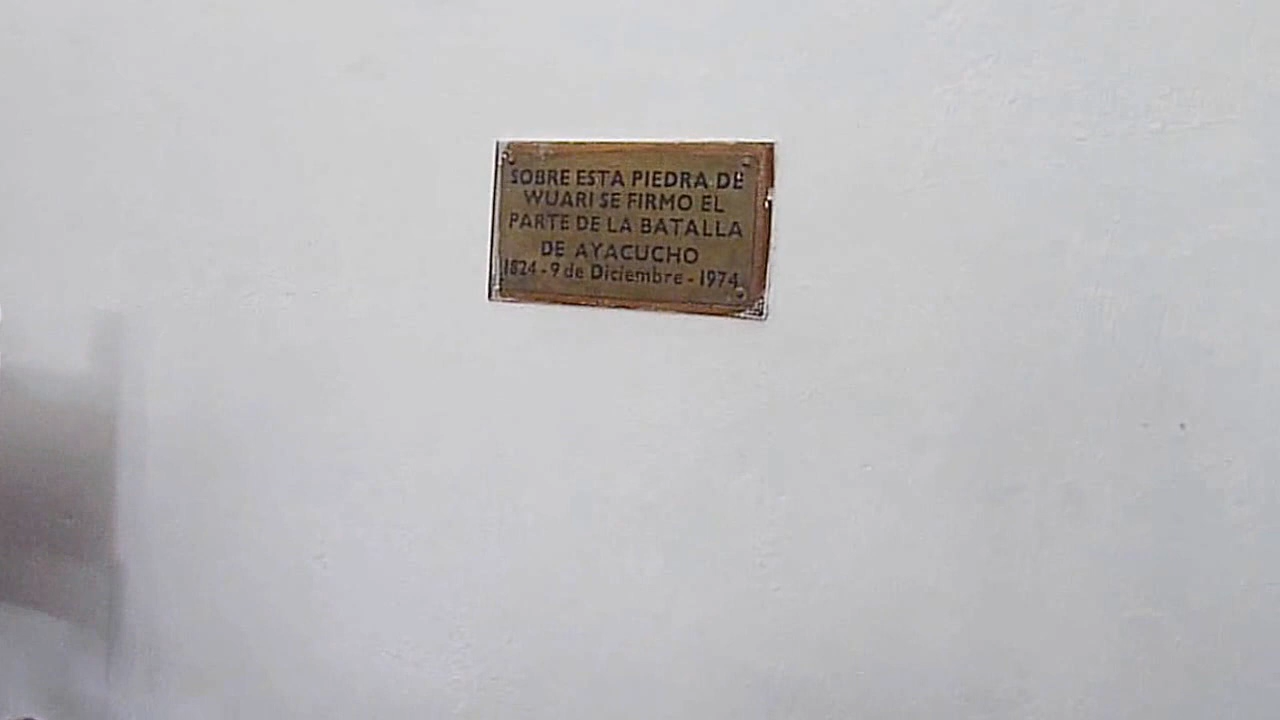 SOBRE ESTA PIEDRA DE
WUARI SE FIRMO EL
PARTE DE LA BATALLA
DE AYACUCHO
1824 - 9 de Diciembre - 1974